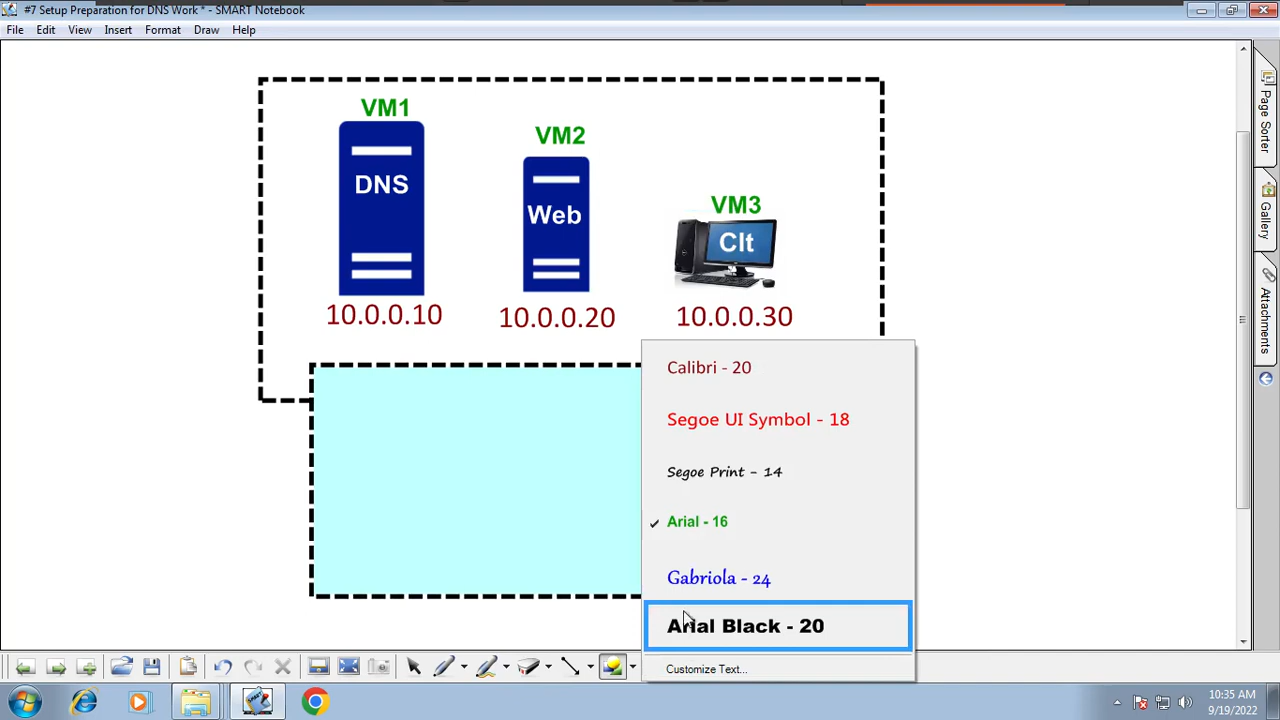 #7 Setup Preparation for DNS Work * - SMART Notebook
File Edit View Insert Format Draw Help
VM1
DNS
10.0.0.10
VM2
Web
10.0.0.20
VM3
Clt
10.0.0.30
Calibri - 20
Segoe UI Symbol - 18
Segoe Print - 14
Arial - 16
Gabriola - 24
Arial Black - 20
Customize Text...
Page Sorter
Gallery
Attachments
10:35 AM
9/19/2022